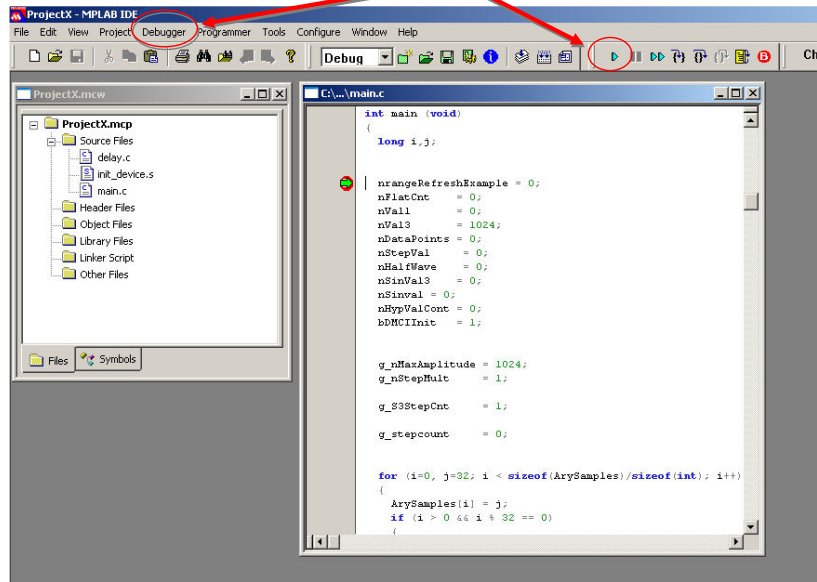 ProjectX - MPLAB IDE
File Edit View Project Debugger Programmer Tools Configure Window Help
Debug
Ch
ProjectX.mcw
ProjectX.mcp
Source Files
delay.c
init_device.s
main.c
Header Files
Object Files
Library Files
Linker Script
Other Files
Files Symbols
C:\...\main.c
int main (void)
{
long i,j;
nrangeRefreshExample = 0;
nFlatCnt = 0;
nVal1 = 0;
nVal3 = 1024;
nDataPoints = 0;
nStepVal = 0;
nHalfWave = 0;
nSinVal3 = 0;
nSinval = 0;
nHypValCont = 0;
bDMCIInit = 1;
g_nMaxAmplitude = 1024;
g_nStepMult = 1;
g_S3StepCnt = 1;
g_stepcount = 0;
for (i=0, j=32; i < sizeof(ArySamples)/sizeof(int); i++)
{
ArySamples[i] = j;
if (i > 0 && i % 32 == 0)
{